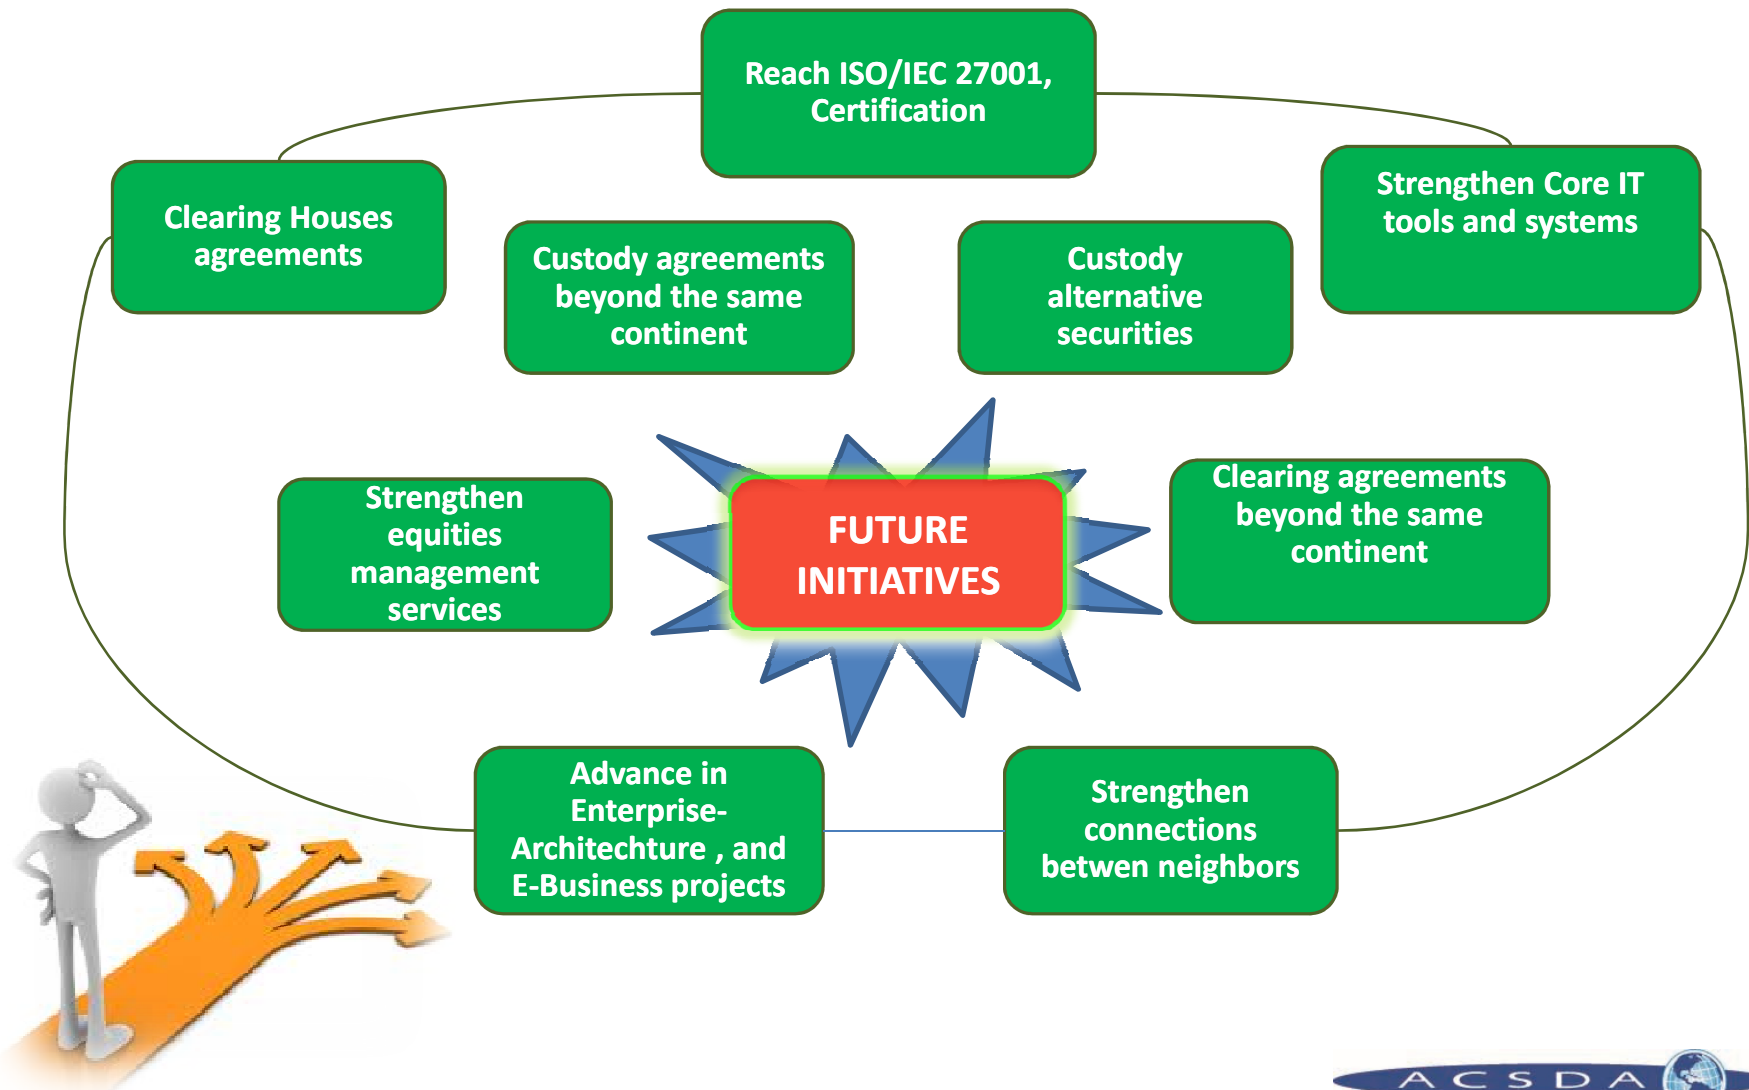 Reach ISO/IEC 27001,
Certification
Clearing Houses
agreements
Strengthen Core IT
tools and systems
Custody agreements
beyond the same
continent
Custody
alternative
securities
Strengthen
equities
management
services
FUTURE
INITIATIVES
Clearing agreements
beyond the same
continent
Advance in
Enterprise-
Architechture , and
E-Business projects
Strengthen
connections
betwen neighbors
ACSDA